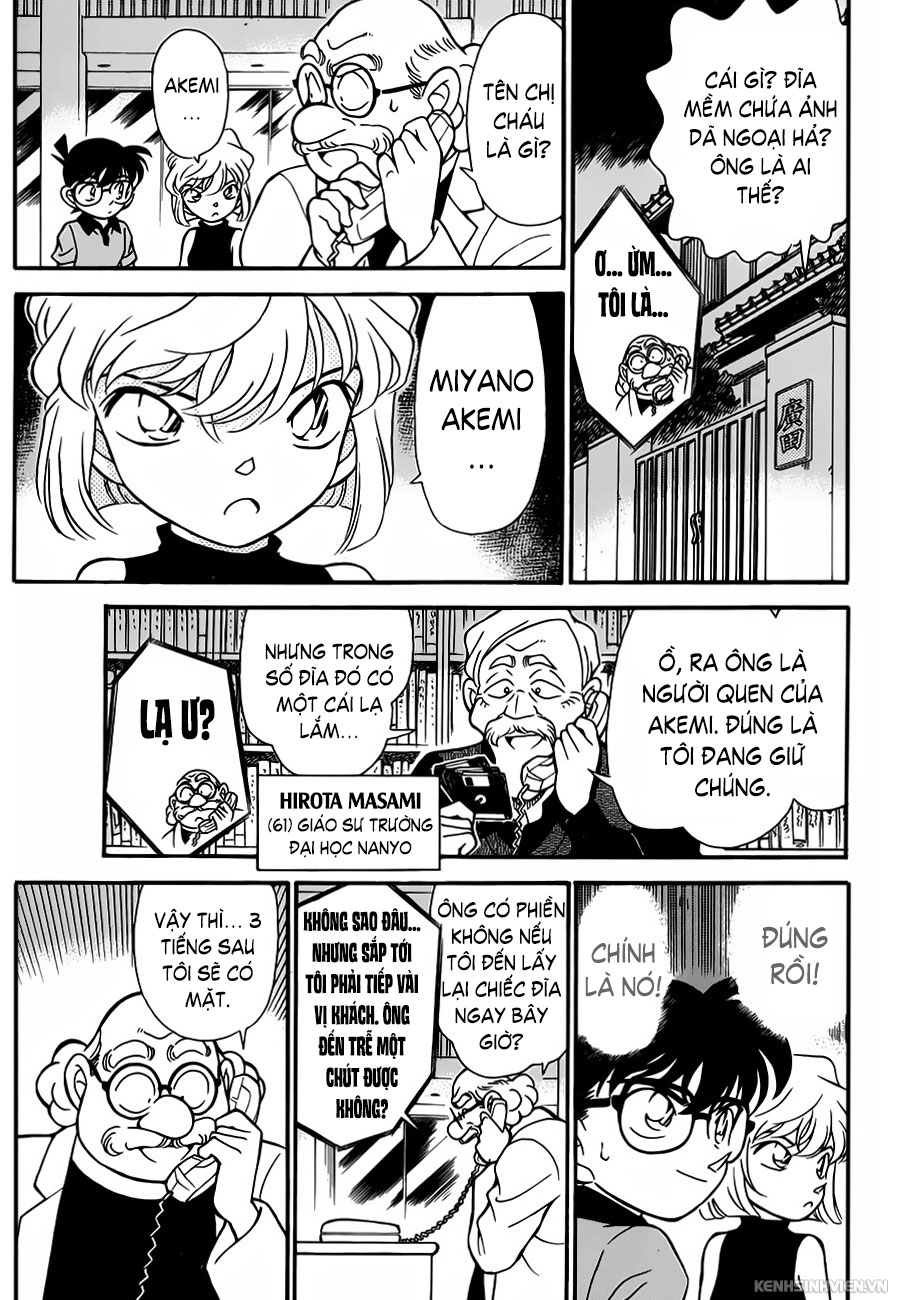 CÁI GÌ? ĐĨA
MỀM CHỨA ẢNH
DÃ NGOẠI HẢ?
ÔNG LÀ AI
THẾ?
Ơ... ỪM...
TÔI LÀ...
廣田
TÊN CHỊ
CHÁU
LÀ GÌ?
AKEMI
...
MIYANO
AKEMI
...
Ồ, RA ÔNG LÀ
NGƯỜI QUEN CỦA
AKEMI. ĐÚNG LÀ
TÔI ĐANG GIỮ
CHÚNG.
NHƯNG TRONG
SỐ ĐĨA ĐÓ CÓ
MỘT CÁI LẠ
LẮM...
HIROTA MASAMI
(61) GIÁO SƯ TRƯỜNG
ĐẠI HỌC NANYO
LẠ Ư?
ĐÚNG
RỒI!
CHÍNH
LÀ NÓ!
ÔNG CÓ PHIỀN
KHÔNG NẾU
TÔI ĐẾN LẤY
LẠI CHIẾC ĐĨA
NGAY BÂY
GIỜ?
KHÔNG SAO ĐÂU...
NHƯNG SẮP TỚI
TÔI PHẢI TIẾP VÀI
VỊ KHÁCH. ÔNG
ĐẾN TRỄ MỘT
CHÚT ĐƯỢC
KHÔNG?
VẬY THÌ... 3
TIẾNG SAU
TÔI SẼ CÓ
MẶT.
KENHSINHVIEN.VN